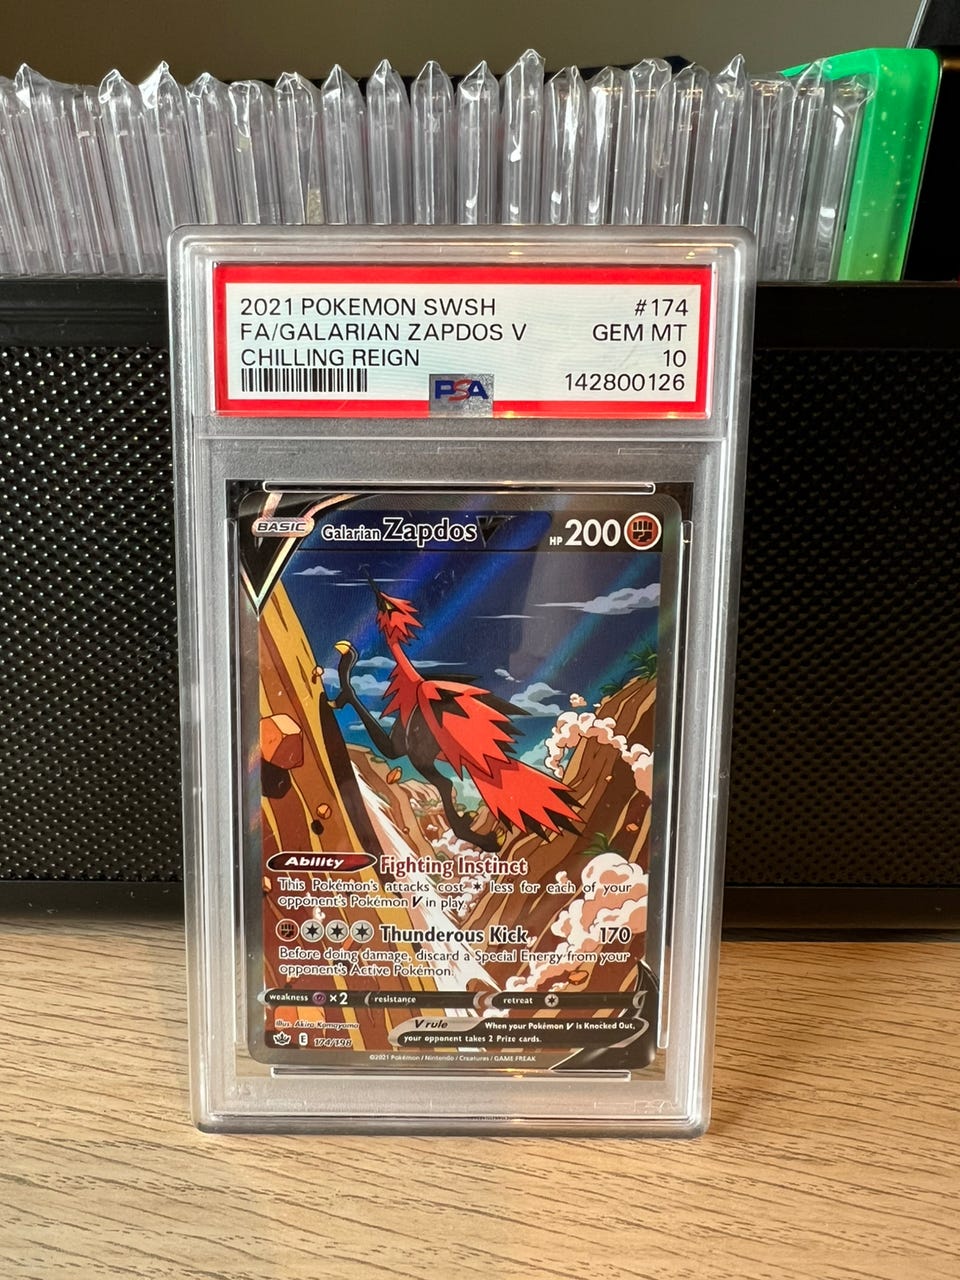 2021 POKEMON SWSH #174
FA/GALARIAN ZAPDOS V GEM MT
CHILLING REIGN 10
PSA 142800126
BASIC Galarian Zapdos V HP 200
Ability Fighting Instinct
This Pokémon's attacks cost less for each of your
opponent's Pokémon V in play.
Thunderous Kick 170
Before doing damage, discard a Special Energy from your
opponent's Active Pokémon.
weakness ×2 resistance retreat
Illus. Akira Komayama
V rule When your Pokémon V is Knocked Out,
opponent takes 2 Prize cards.
E 174/198
©2021 Pokémon / Nintendo / Creatures / GAME FREAK
PSA